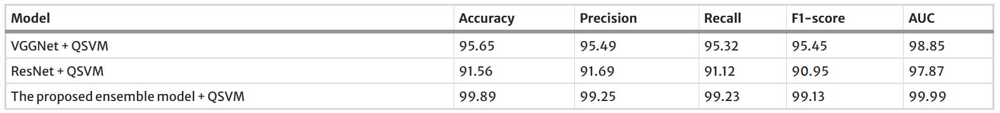 Model Accuracy Precision Recall F1-score AUC
VGGNet + QSVM 95.65 95.49 95.32 95.45 98.85
ResNet + QSVM 91.56 91.69 91.12 90.95 97.87
The proposed ensemble model + QSVM 99.89 99.25 99.23 99.13 99.99